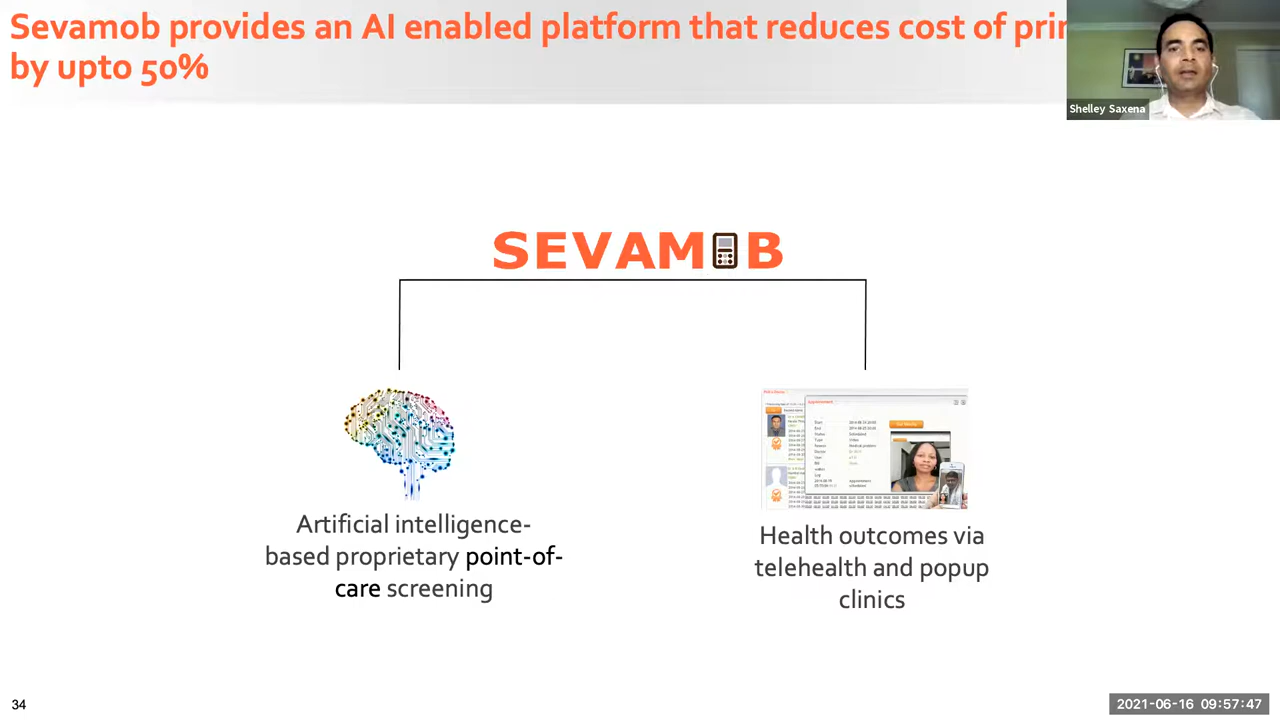 Sevamob provides an AI enabled platform that reduces cost of prim
by upto 50%
Shelley Saxena
SEVAMOB
Artificial intelligence-
based proprietary point-of-
care screening
Appointment
Health outcomes via
telehealth and popup
clinics
34
2021-06-16 09:57:47